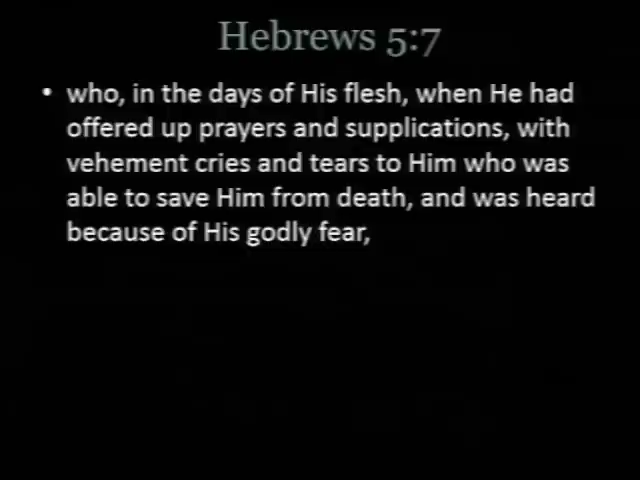 Hebrews 5:7
• who, in the days of His flesh, when He had
offered up prayers and supplications, with
vehement cries and tears to Him who was
able to save Him from death, and was heard
because of His godly fear,